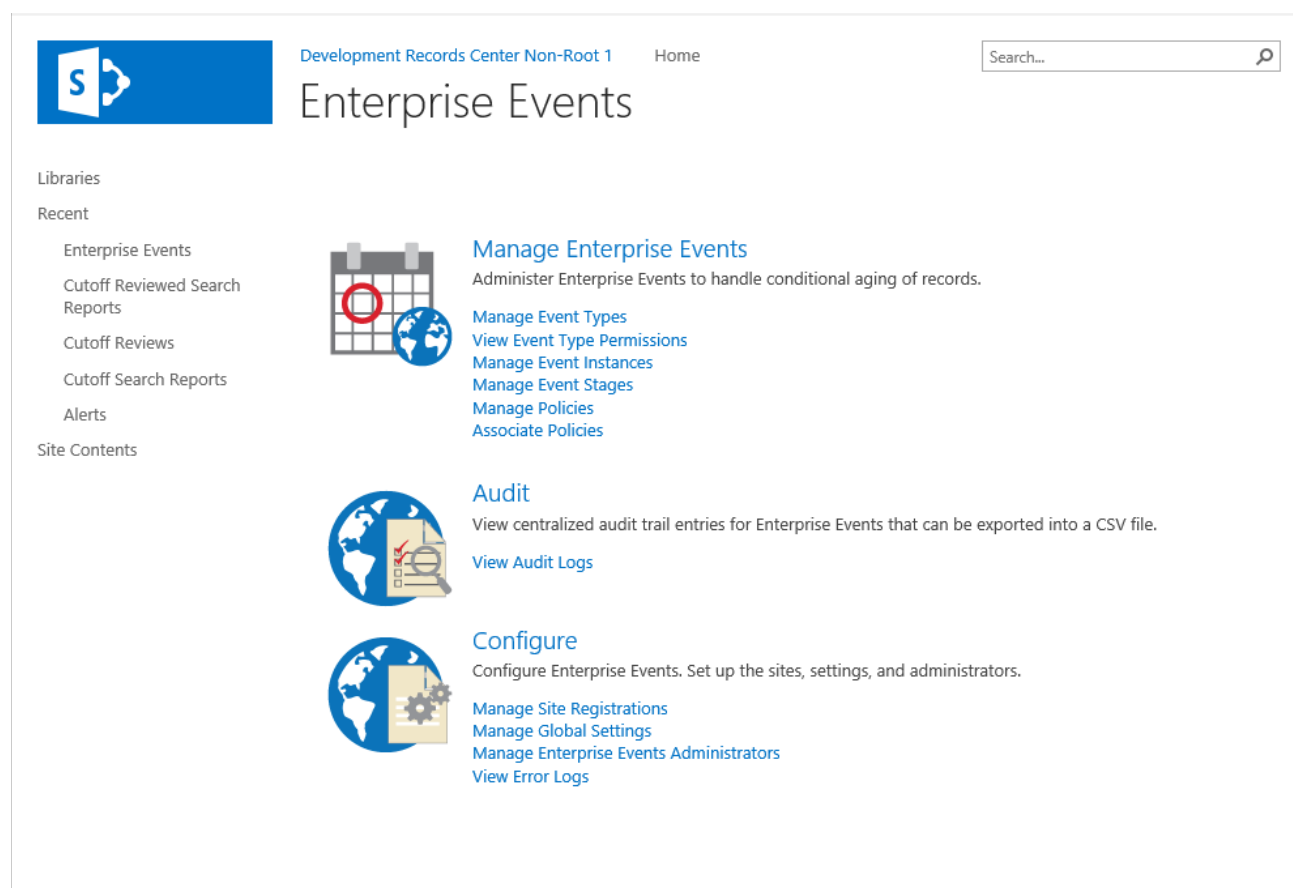 S
Development Records Center Non-Root 1 Home
Search...
Enterprise Events
Libraries
Recent
Enterprise Events
Cutoff Reviewed Search
Reports
Cutoff Reviews
Cutoff Search Reports
Alerts
Site Contents
Manage Enterprise Events
Administer Enterprise Events to handle conditional aging of records.
Manage Event Types
View Event Type Permissions
Manage Event Instances
Manage Event Stages
Manage Policies
Associate Policies
Audit
View centralized audit trail entries for Enterprise Events that can be exported into a CSV file.
View Audit Logs
Configure
Configure Enterprise Events. Set up the sites, settings, and administrators.
Manage Site Registrations
Manage Global Settings
Manage Enterprise Events Administrators
View Error Logs